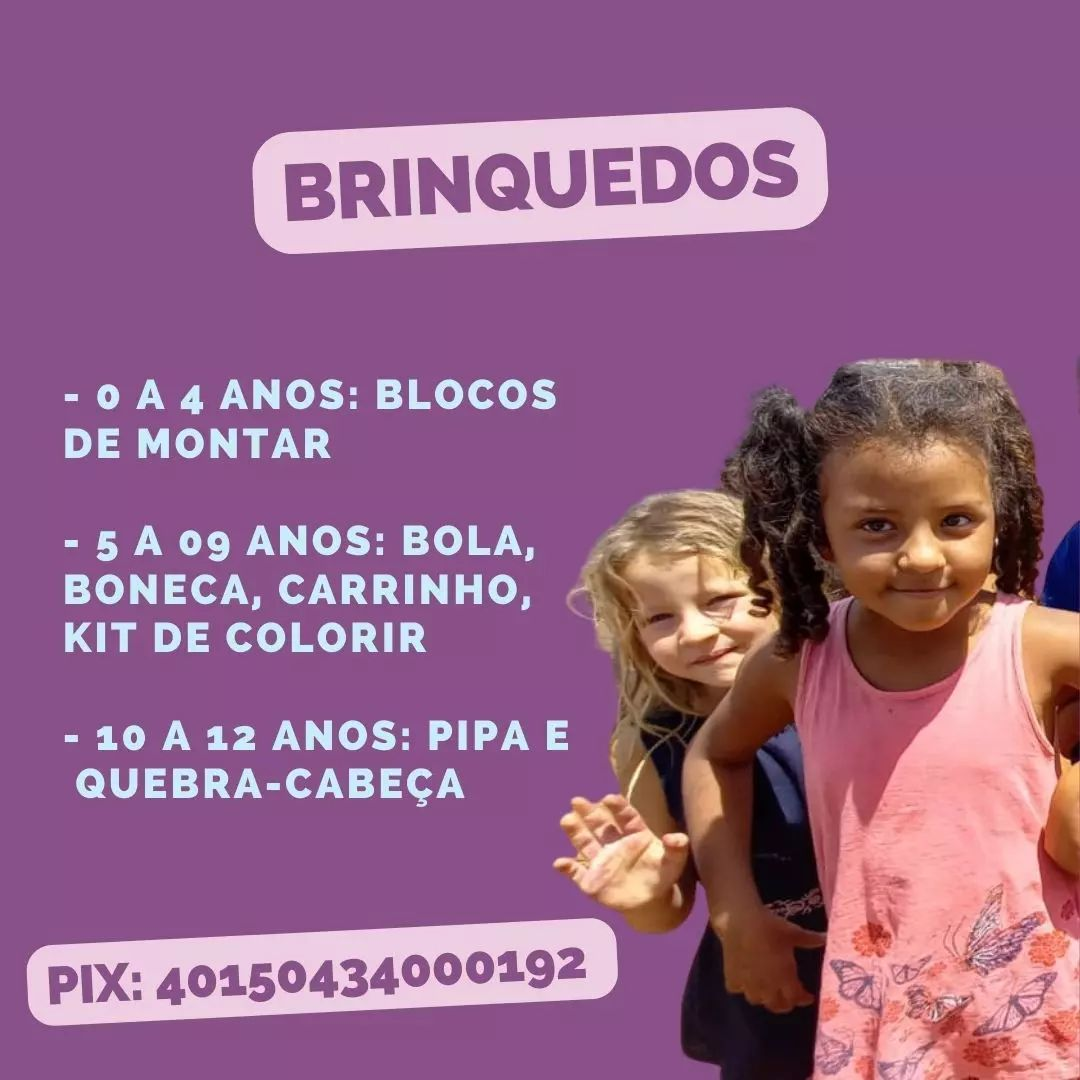 BRINQUEDOS
- 0 A 4 ANOS: BLOCOS
DE MONTAR
- 5 A 09 ANOS: BOLA,
BONECA, CARRINHO,
KIT DE COLORIR
- 10 A 12 ANOS: PIPA E
QUEBRA-CABEÇA
PIX: 40150434000192